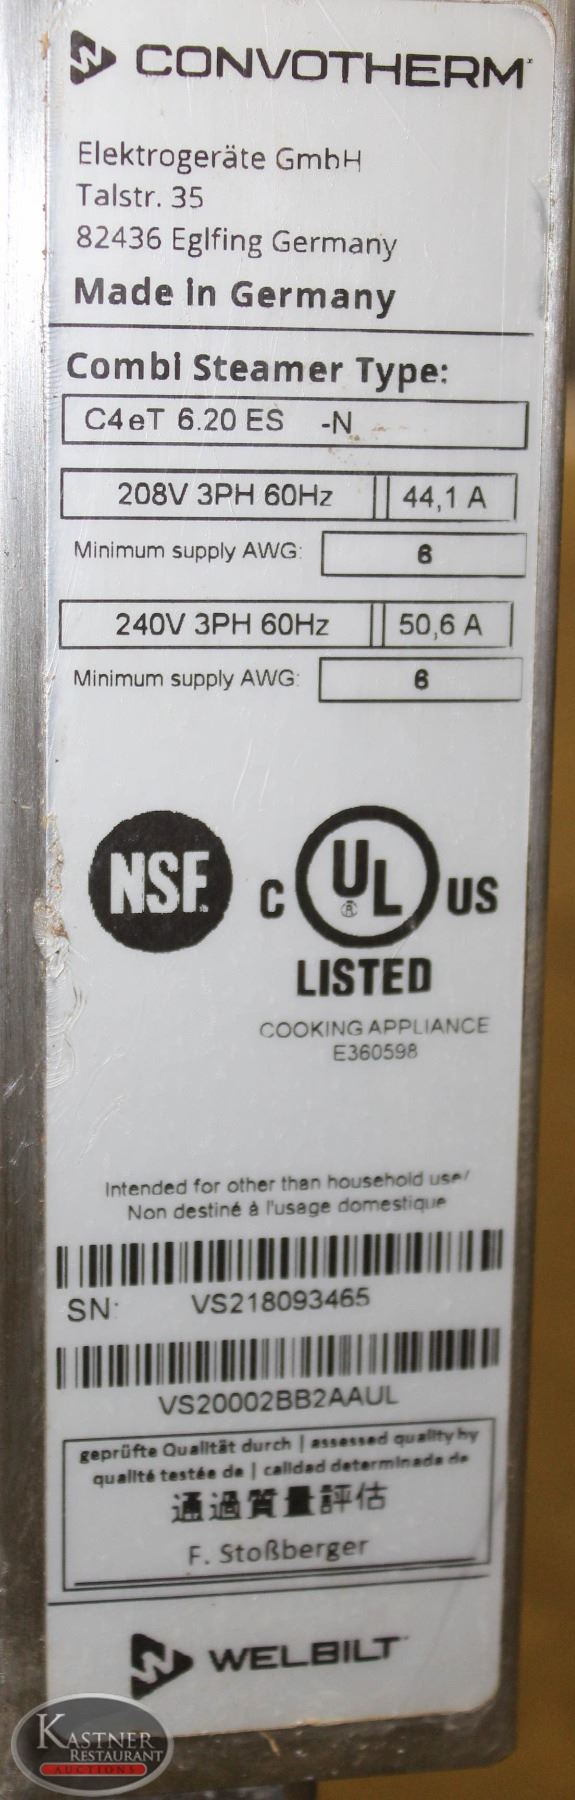 CONVOTHERM
Elektrogeräte GmbH
Talstr. 35
82436 Eglfing Germany
Made in Germany
Combi Steamer Type:
C4eT 6.20 ES -N
208V 3PH 60Hz 44,1 A
Minimum supply AWG: 6
240V 3PH 60Hz 50,6 A
Minimum supply AWG: 6
NSF.
C UL US
R
LISTED
COOKING APPLIANCE
E360598
Intended for other than household use/
Non destiné à l'usage domestique
SN: VS218093465
VS20002BB2AAUL
geprüfte Qualität durch | assessed quality by
qualité testée de | calidad determinada de
通過質量評估
F. Stoßberger
WELBILT
KASTNER
RESTAURANT
AUCTIONS